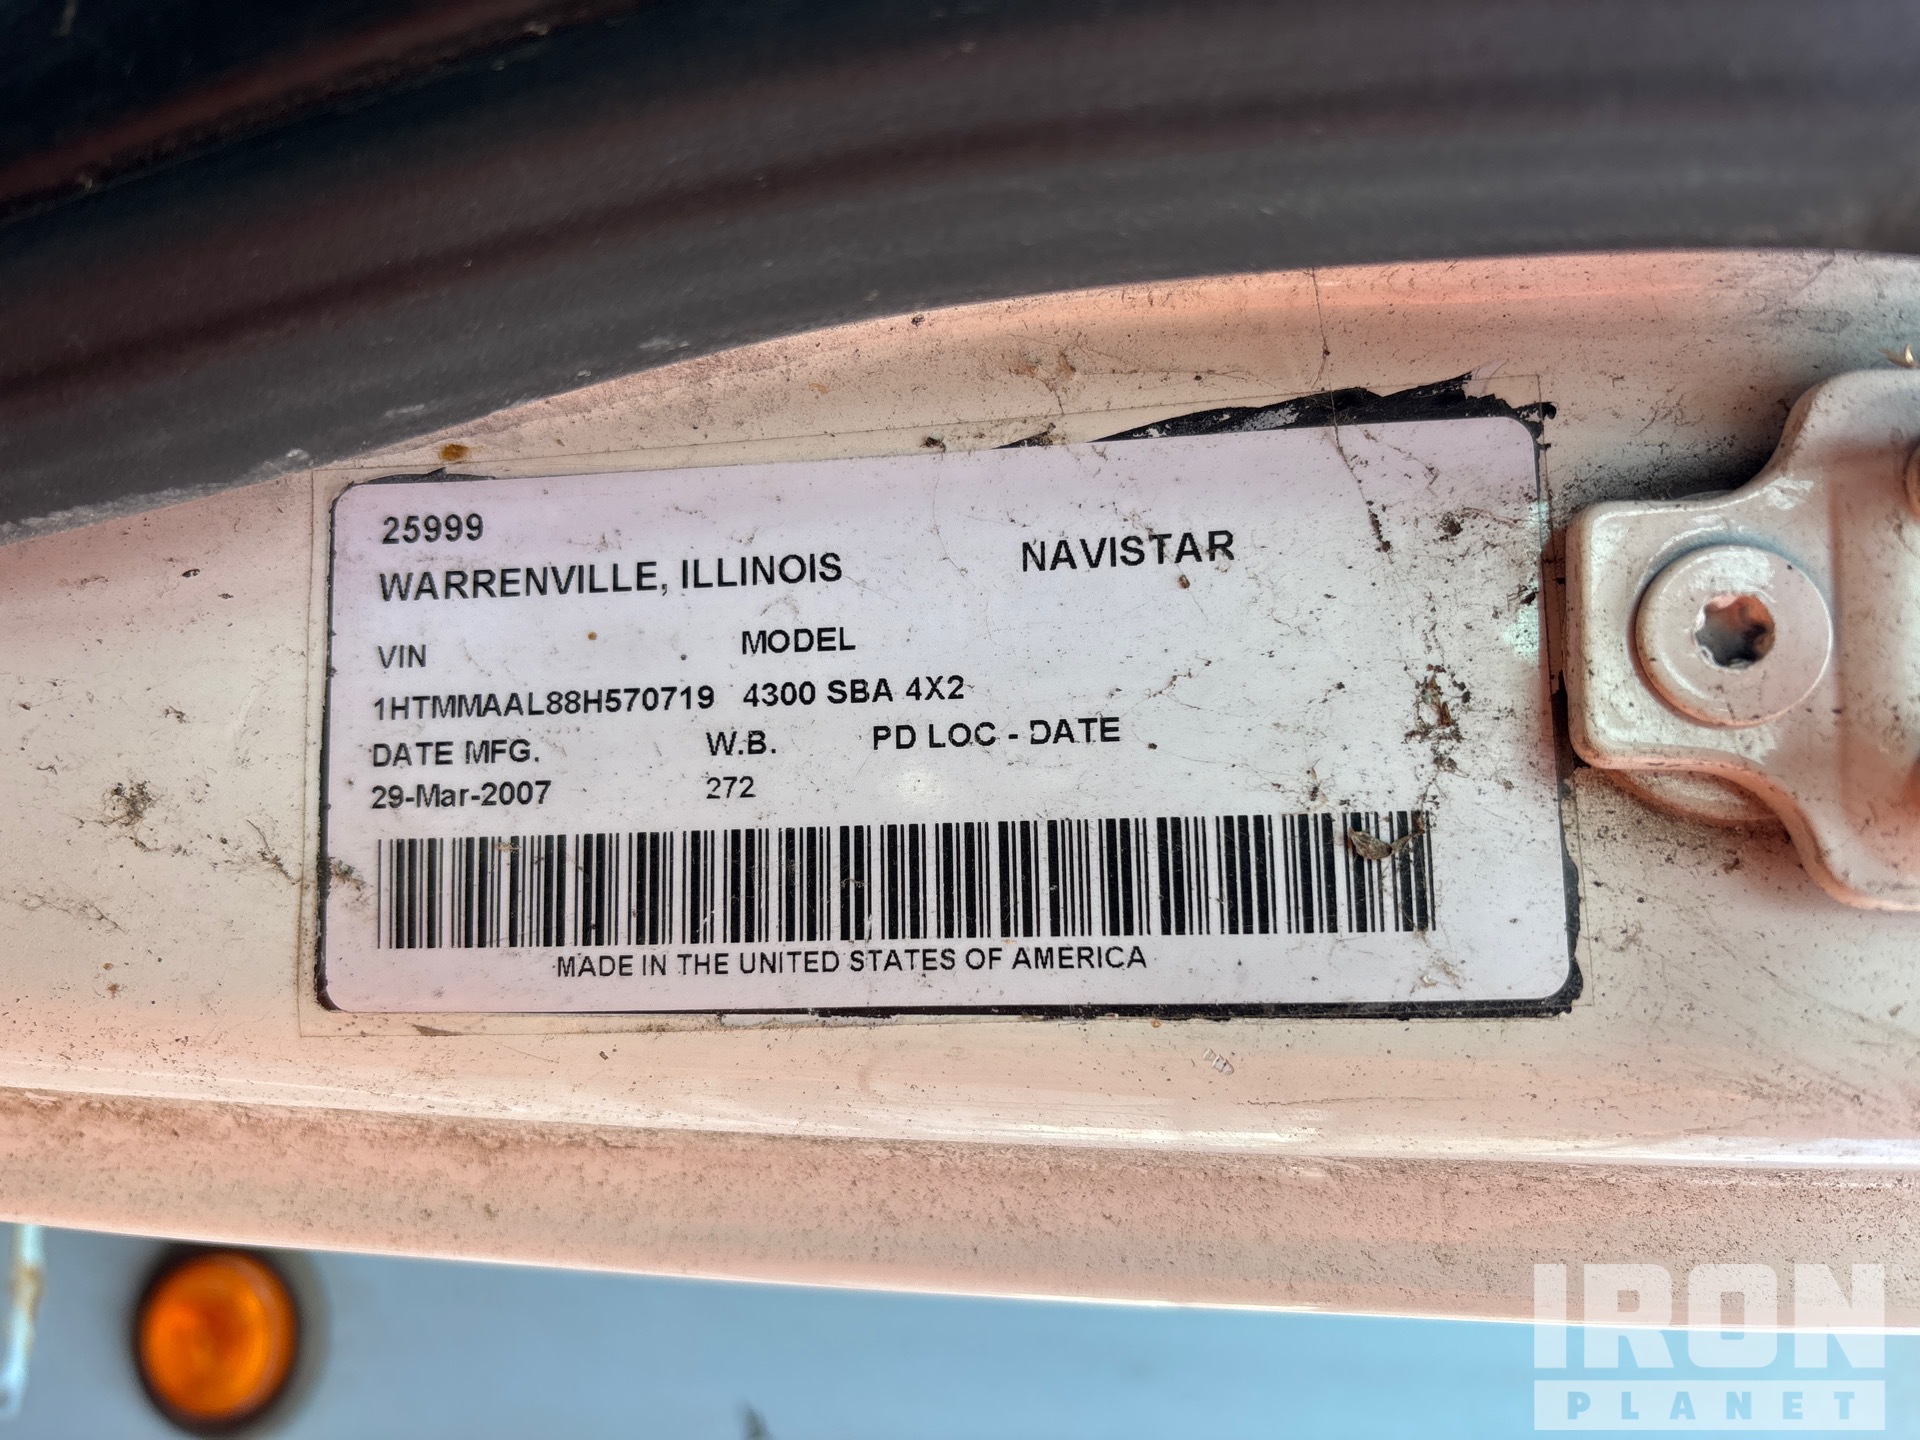 25999
WARRENVILLE, ILLINOIS NAVISTAR
VIN MODEL
1HTMMAAL88H570719 4300 SBA 4X2
DATE MFG. W.B. PD LOC - DATE
29-Mar-2007 272
MADE IN THE UNITED STATES OF AMERICA
IRON
PLANET